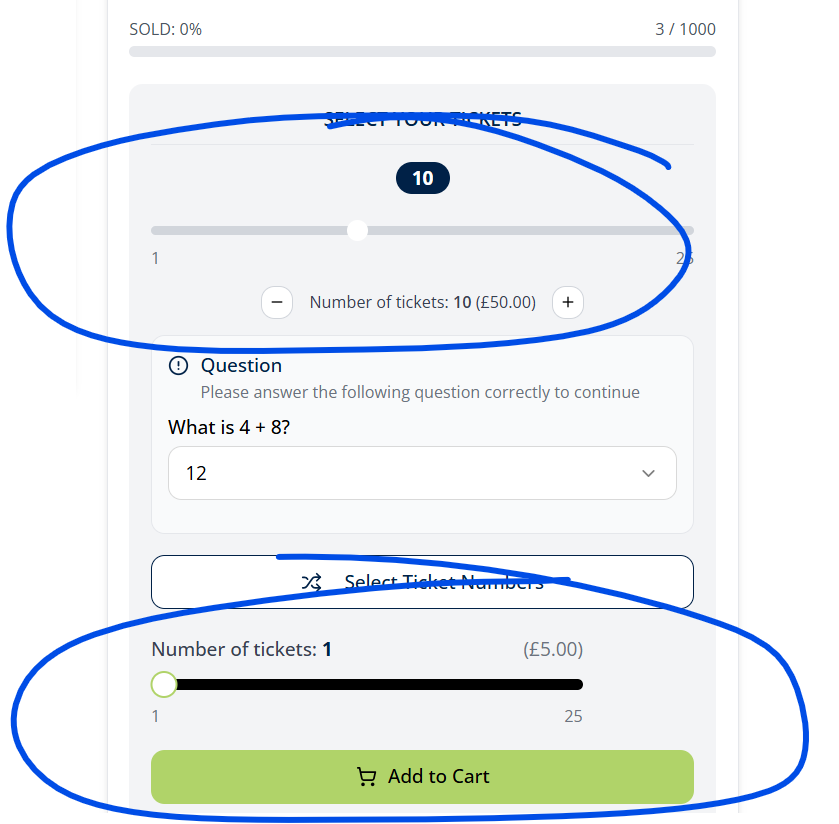 SOLD: 0%
3 / 1000
SELECT YOUR TICKETS
10
1
25
Number of tickets: 10 (£50.00)
Question
Please answer the following question correctly to continue
What is 4 + 8?
12
Select Ticket Numbers
Number of tickets: 1
(£5.00)
1
25
Add to Cart